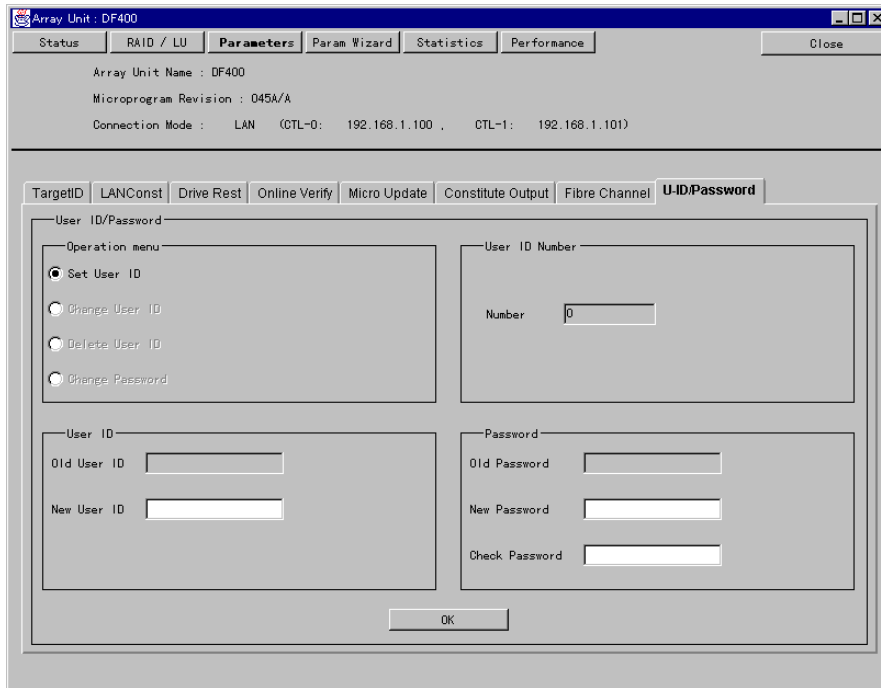 Array Unit : DF400
Status RAID / LU Parameters Param Wizard Statistics Performance Close
Array Unit Name : DF400
Microprogram Revision : 045A/A
Connection Mode : LAN (CTL-0: 192.168.1.100 , CTL-1: 192.168.1.101)
TargetID LANConst Drive Rest Online Verify Micro Update Constitute Output Fibre Channel U-ID/Password
User ID/Password
Operation menu
Set User ID
Change User ID
Delete User ID
Change Password
User ID Number
Number 0
User ID
Old User ID
New User ID
Password
Old Password
New Password
Check Password
OK